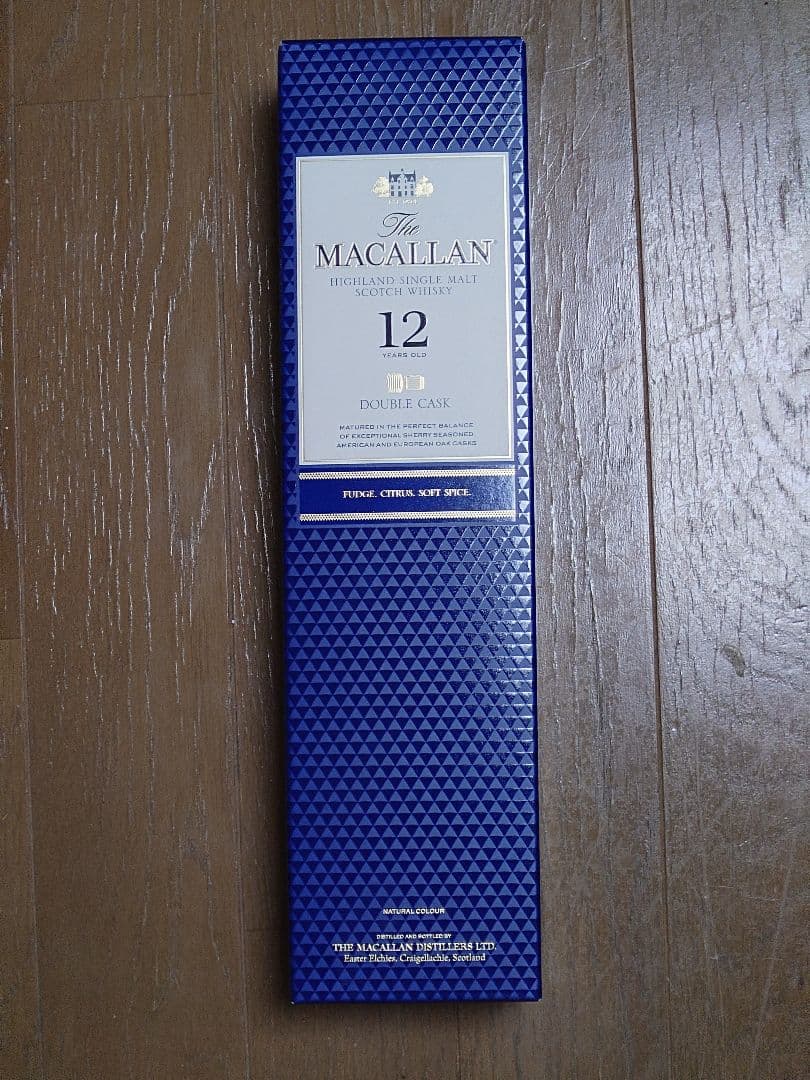 EST. 1824
The
MACALLAN
HIGHLAND SINGLE MALT
SCOTCH WHISKY
12
YEARS OLD
DOUBLE CASK
MATURED IN THE PERFECT BALANCE
OF EXCEPTIONAL SHERRY SEASONED
AMERICAN AND EUROPEAN OAK CASKS
FUDGE. CITRUS. SOFT SPICE.
NATURAL COLOUR
DISTILLED AND BOTTLED BY
THE MACALLAN DISTILLERS LTD.
Easter Elchies, Craigellachie, Scotland